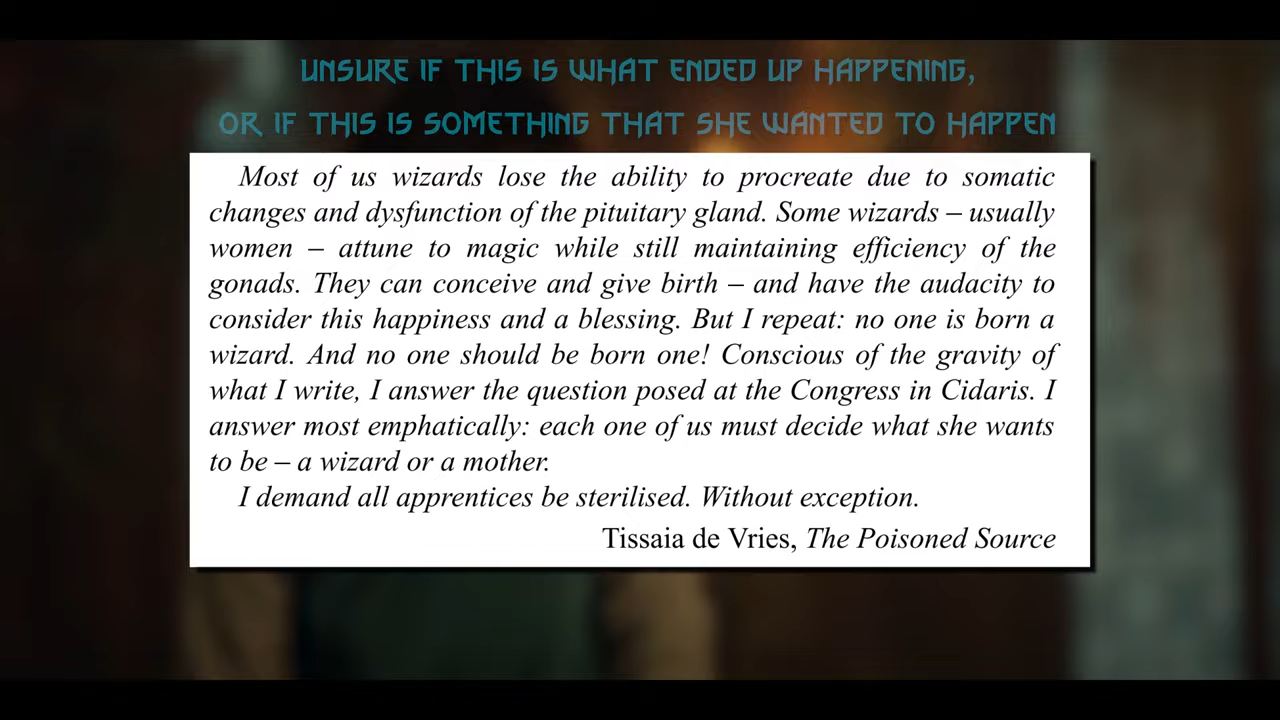 UNSURE IF THIS IS WHAT ENDED UP HAPPENING,
OR IF THIS IS SOMETHING THAT SHE WANTED TO HAPPEN
Most of us wizards lose the ability to procreate due to somatic
changes and dysfunction of the pituitary gland. Some wizards – usually
women – attune to magic while still maintaining efficiency of the
gonads. They can conceive and give birth – and have the audacity to
consider this happiness and a blessing. But I repeat: no one is born a
wizard. And no one should be born one! Conscious of the gravity of
what I write, I answer the question posed at the Congress in Cidaris. I
answer most emphatically: each one of us must decide what she wants
to be – a wizard or a mother.
I demand all apprentices be sterilised. Without exception.
Tissaia de Vries, The Poisoned Source